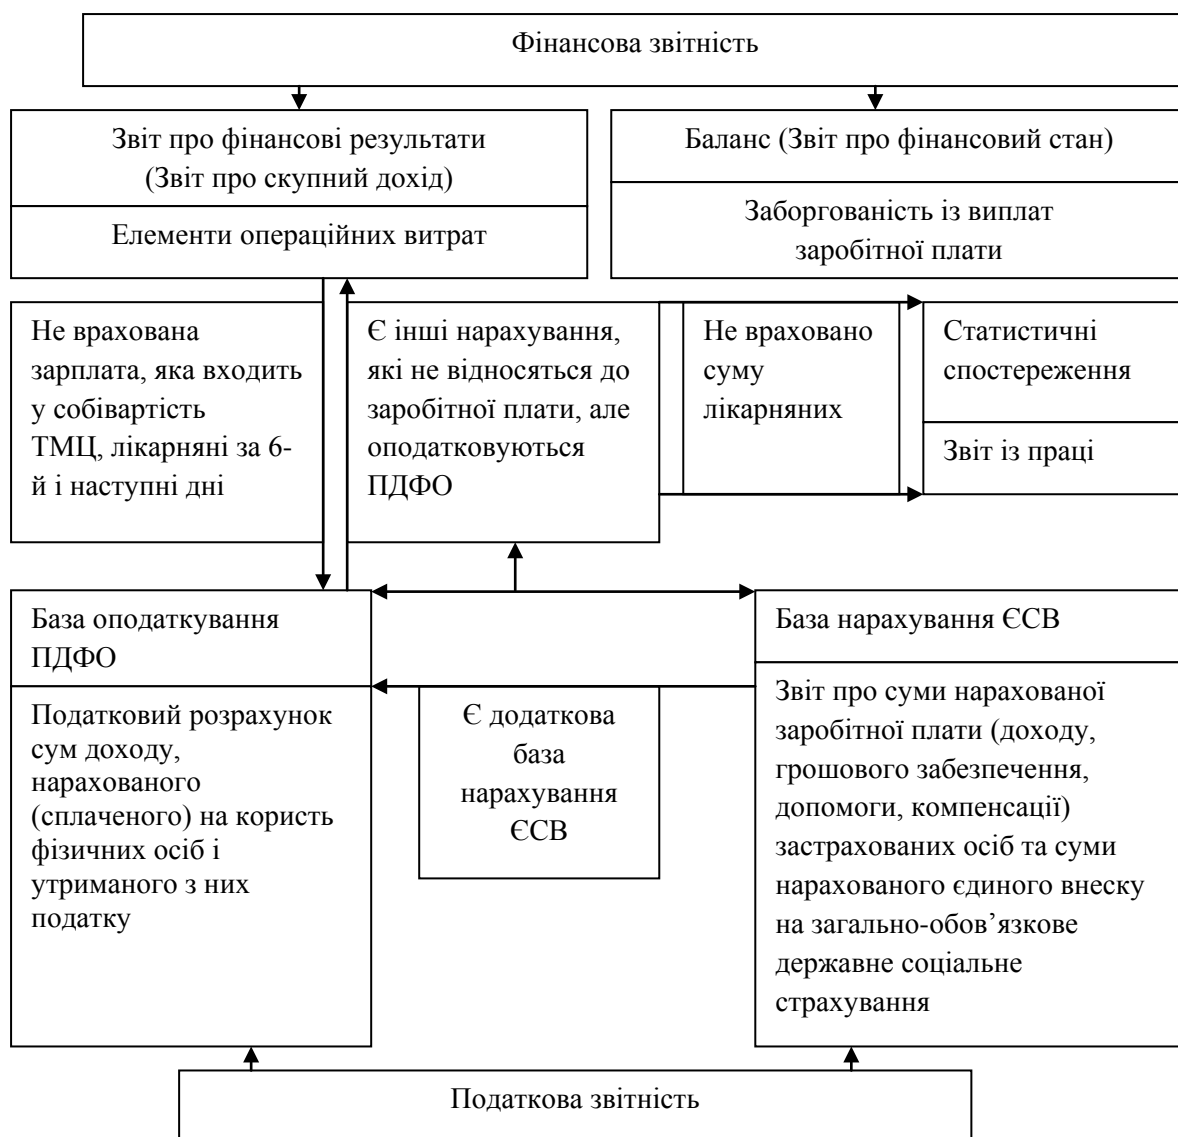 Фінансова звітність
Звіт про фінансові результати
(Звіт про скупний дохід)
Елементи операційних витрат
Баланс (Звіт про фінансовий стан)
Заборгованість із виплат
заробітної плати
Не врахована
зарплата, яка входить
у собівартість
ТМЦ, лікарняні за 6-
й і наступні дні
Є інші нарахування,
які не відносяться до
заробітної плати, але
оподатковуються
ПДФО
Не враховано
суму
лікарняних
Статистичні
спостереження
Звіт із праці
База оподаткування
ПДФО
Податковий розрахунок
сум доходу,
нарахованого
(сплаченого) на користь
фізичних осіб і
утриманого з них
податку
Є додаткова
база
нарахування
ЄСВ
База нарахування ЄСВ
Звіт про суми нарахованої
заробітної плати (доходу,
грошового забезпечення,
допомоги, компенсації)
застрахованих осіб та суми
нарахованого єдиного внеску
на загально-обов’язкове
державне соціальне
страхування
Податкова звітність